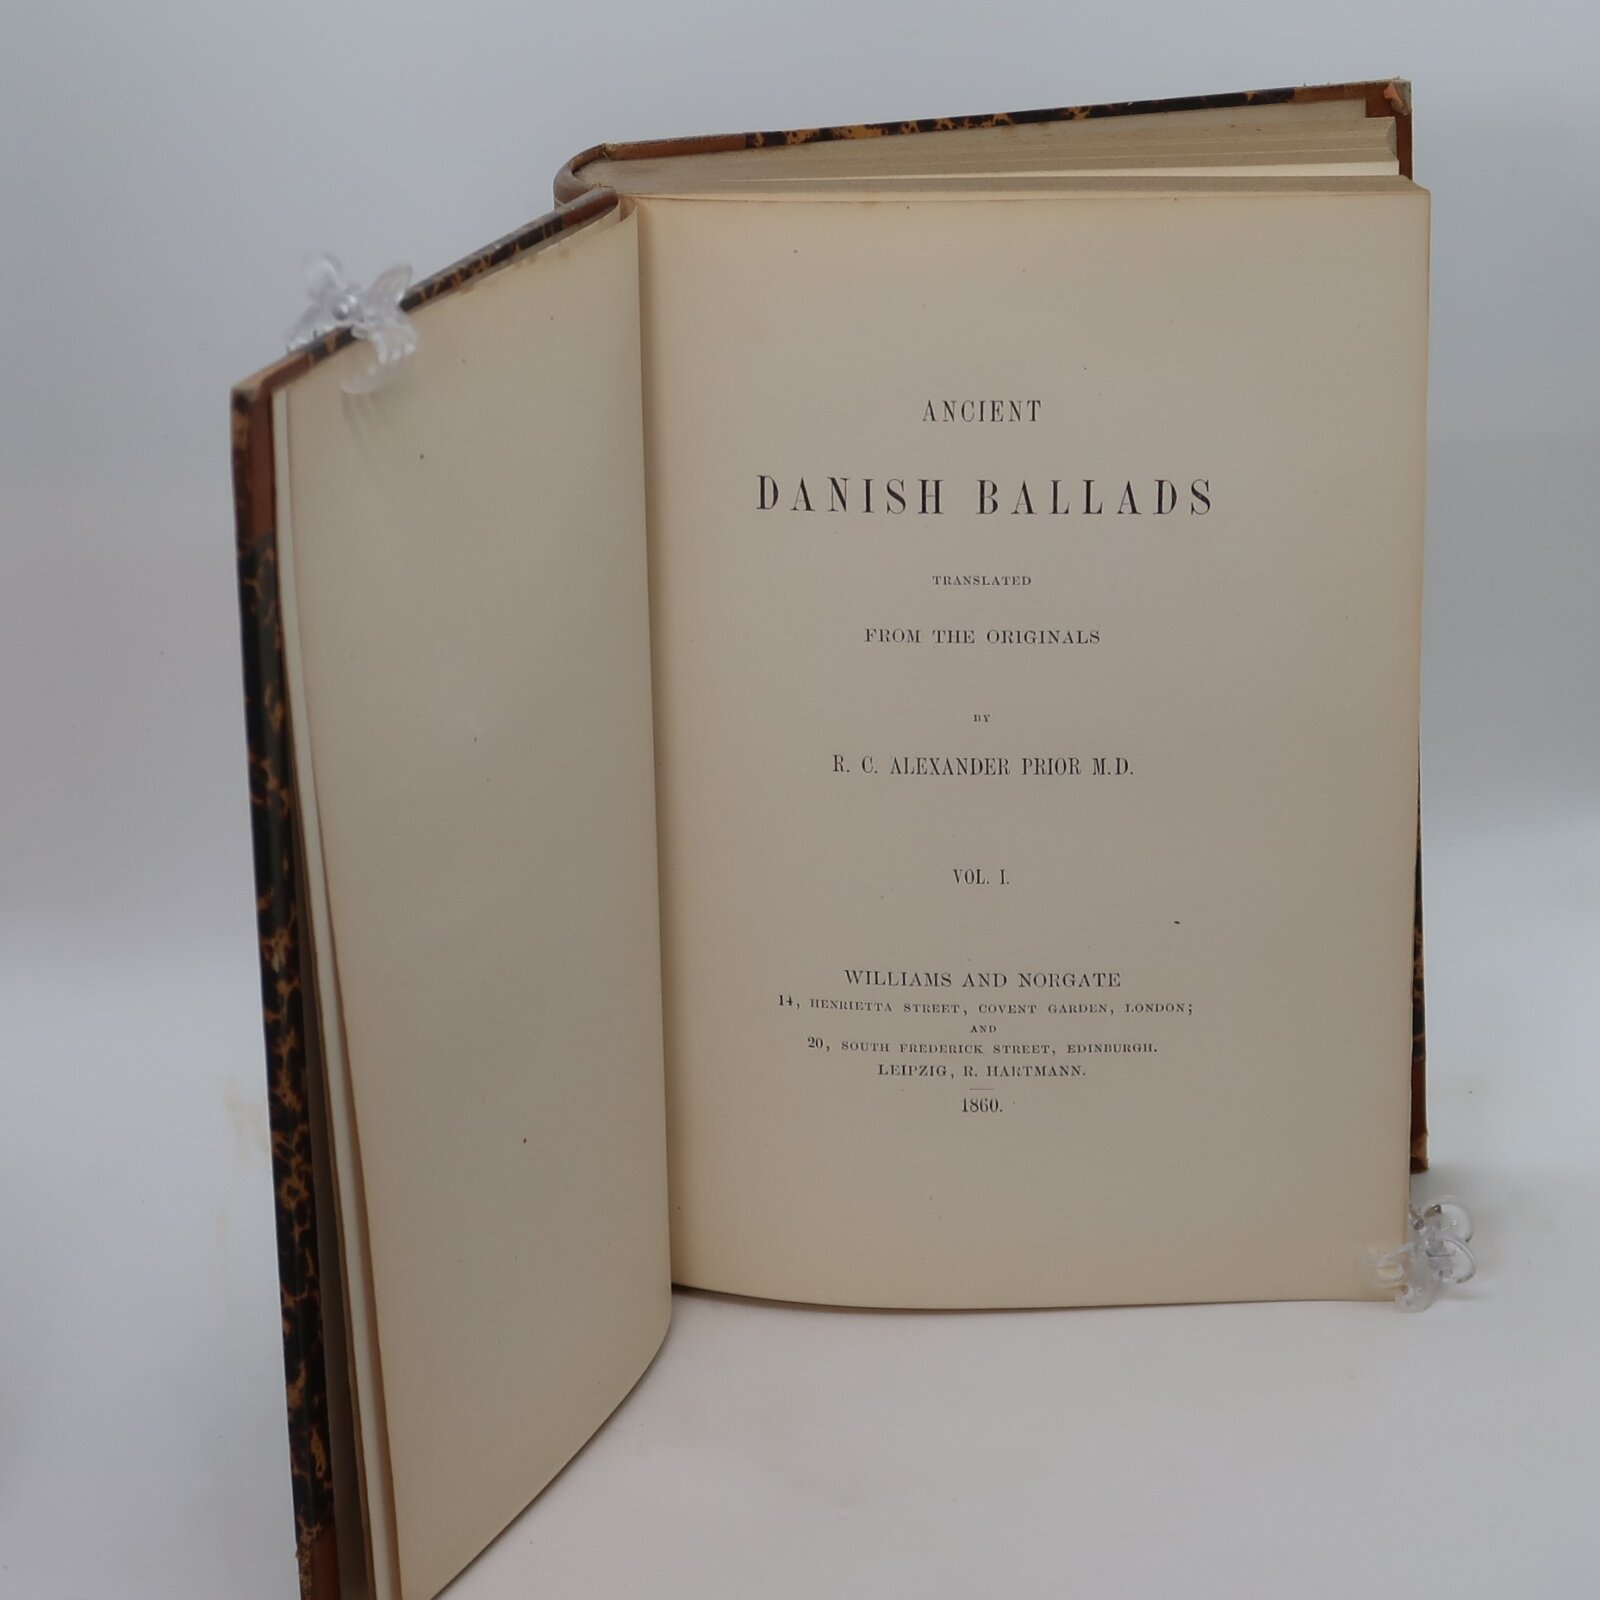 ANCIENT
DANISH BALLADS
TRANSLATED
FROM THE ORIGINALS
BY
R. C. ALEXANDER PRIOR M.D.
VOL. I.
WILLIAMS AND NORGATE
14, HENRIETTA STREET, COVENT GARDEN, LONDON;
AND
20, SOUTH FREDERICK STREET, EDINBURGH.
LEIPZIG, R. HARTMANN.
1860.